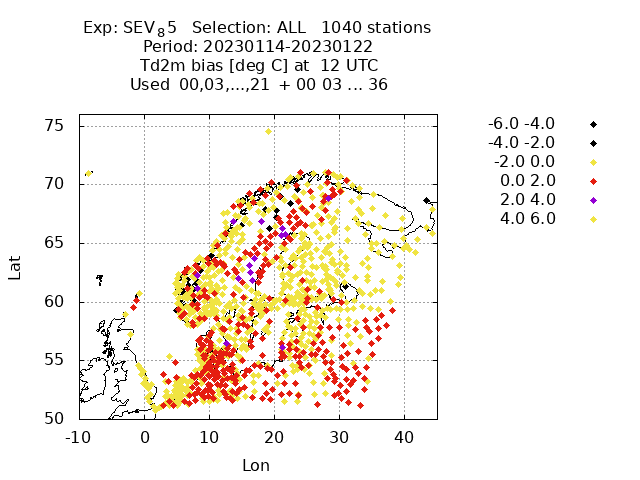 Exp: SEV₈5 Selection: ALL 1040 stations
Period: 20230114-20230122
Td2m bias [deg C] at 12 UTC
Used 00,03,...,21 + 00 03 ... 36
-6.0 -4.0
-4.0 -2.0
-2.0 0.0
0.0 2.0
2.0 4.0
4.0 6.0
75
70
65
60
55
50
Lat
-10 0 10 20 30 40
Lon